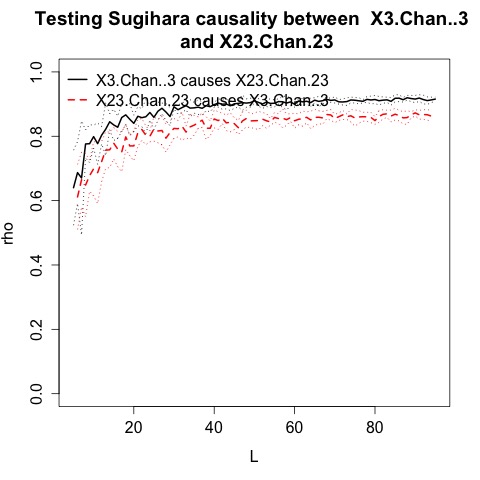 Testing Sugihara causality between  X3.Chan..3
and X23.Chan.23
X3.Chan..3 causes X23.Chan.23
X23.Chan.23 causes X3.Chan..3
rho
1.0
0.8
0.6
0.4
0.2
0.0
20 40 60 80
L